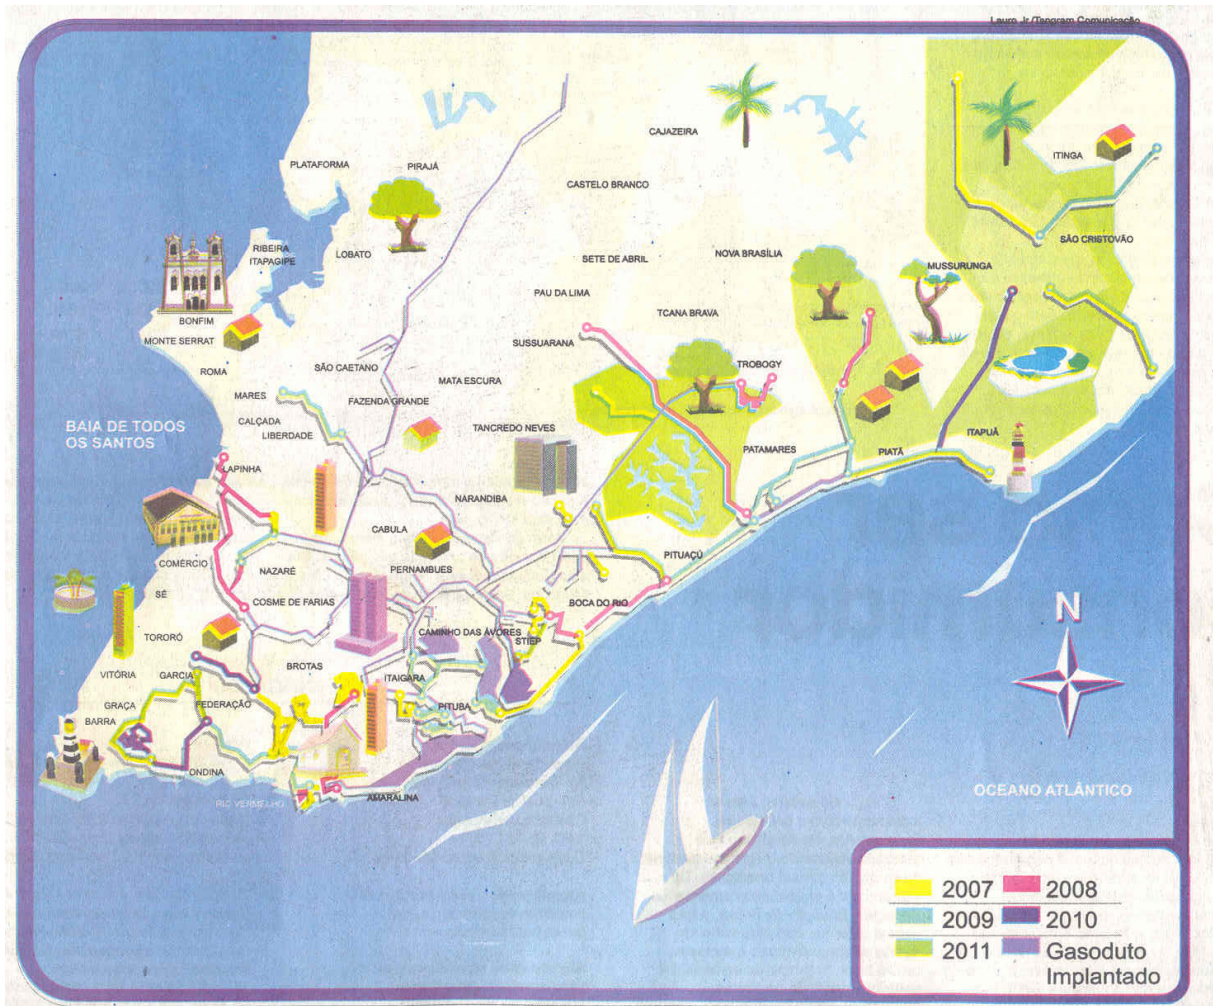 Lauro Jr/Tangram Comunicação
CAJAZEIRA
ITINGA
PLATAFORMA
PIRAJÁ
CASTELO BRANCO
SÃO CRISTOVÃO
RIBEIRA
ITAPAGIPE
LOBATO
SETE DE ABRIL
NOVA BRASÍLIA
MUSSURUNGA
PAU DA LIMA
BONFIM
TCANA BRAVA
MONTE SERRAT
SUSSUARANA
ROMA
SÃO CAETANO
TROBOGY
MATA ESCURA
MARES
FAZENDA GRANDE
BAIA DE TODOS
OS SANTOS
CALÇADA
LIBERDADE
TANCREDO NEVES
ITAPUÃ
PATAMARES
PIATÃ
LAPINHA
NARANDIBA
CABULA
PITUAÇÚ
COMÉRCIO
NAZARÉ
PERNAMBUES
SÉ
COSME DE FARIAS
BOCA DO RIO
N
TORORÓ
CAMINHO DAS ÁVORES
STIEP
VITÓRIA
GARCIA
BROTAS
ITAIGARA
GRAÇA
FEDERAÇÃO
PITUBA
BARRA
ONDINA
RIO VERMELHO
AMARALINA
OCEANO ATLÂNTICO
2007
2008
2009
2010
2011
Gasoduto
Implantado